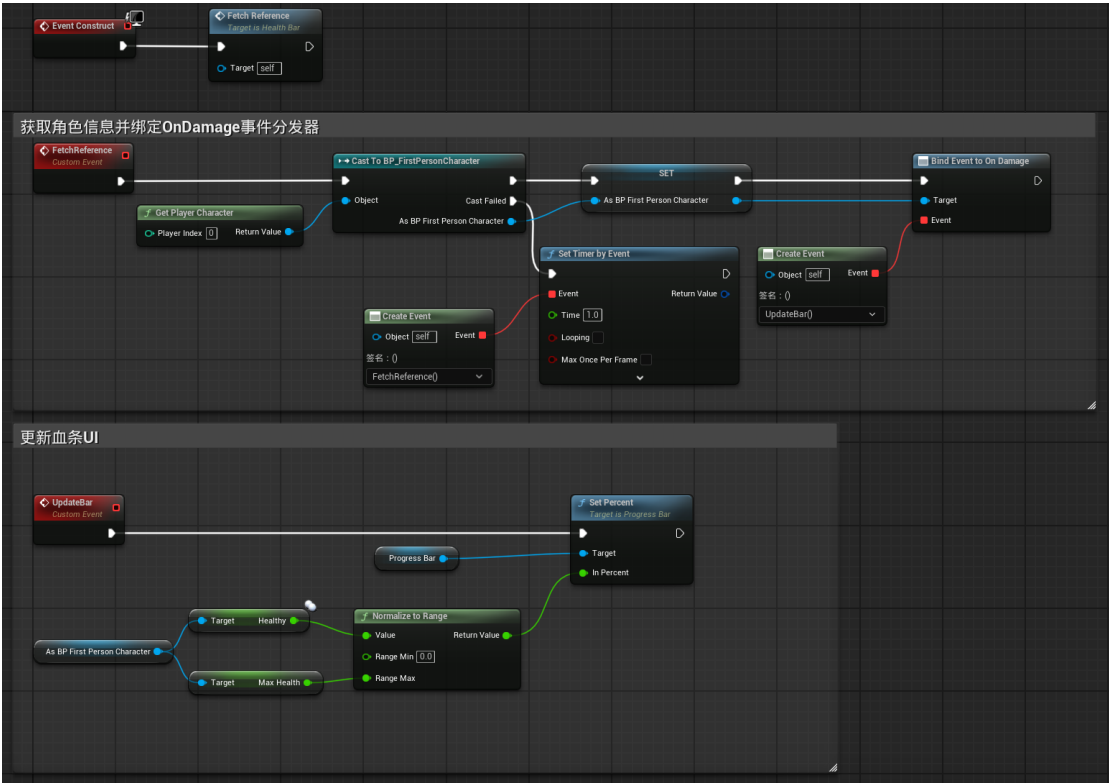 Event Construct
Fetch Reference
Target is Health Bar
Target self
获取角色信息并绑定OnDamage事件分发器
FetchReference
Custom Event
Cast To BP_FirstPersonCharacter
Object
Cast Failed
As BP First Person Character
Get Player Character
Player Index 0
Return Value
SET
As BP First Person Character
Bind Event to On Damage
Target
Event
Create Event
Object self
Event
签名：()
FetchReference()
Set Timer by Event
Event
Return Value
Time 1.0
Looping
Max Once Per Frame
Create Event
Object self
Event
签名：()
UpdateBar()
更新血条UI
UpdateBar
Custom Event
Set Percent
Target is Progress Bar
Target
In Percent
Progress Bar
As BP First Person Character
Target Healthy
Target Max Health
Normalize to Range
Value
Return Value
Range Min 0.0
Range Max